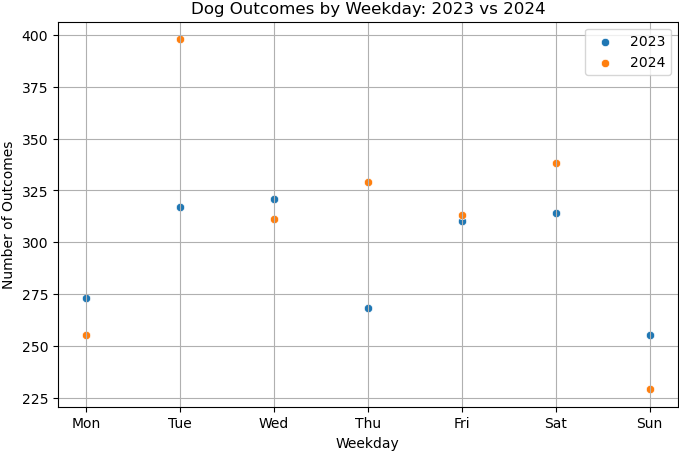 Dog Outcomes by Weekday: 2023 vs 2024
2023
2024
Number of Outcomes
400
375
350
325
300
275
250
225
Mon Tue Wed Thu Fri Sat Sun
Weekday